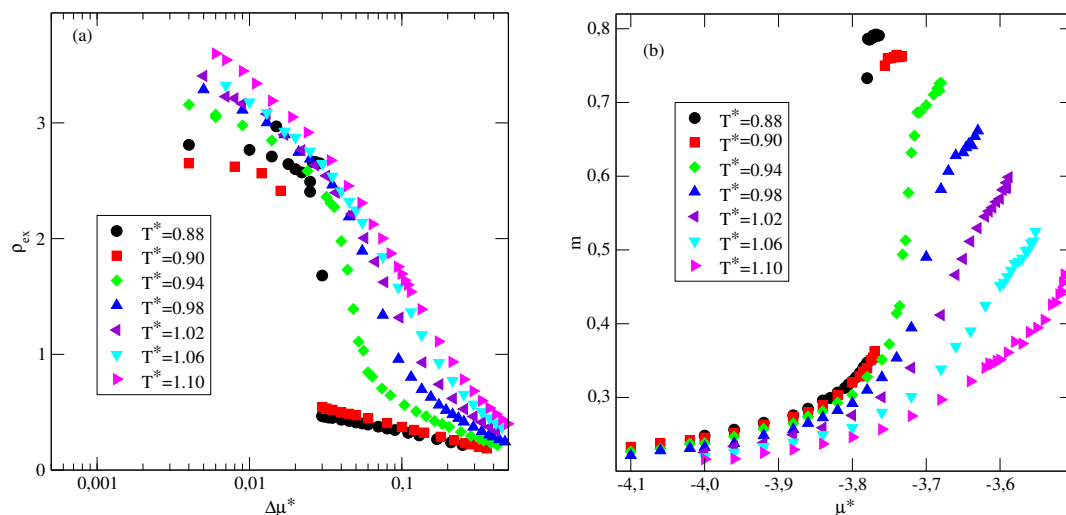 (a)
3
2
1
0
ρex
T*=0.88
T*=0.90
T*=0.94
T*=0.98
T*=1.02
T*=1.06
T*=1.10
0,001
0,01
0,1
Δμ*
(b)
0.8
0.7
0.6
0.5
0.4
0.3
m
T*=0.88
T*=0.90
T*=0.94
T*=0.98
T*=1.02
T*=1.06
T*=1.10
-4,1
-4,0
-3,9
-3,8
-3,7
-3,6
μ*